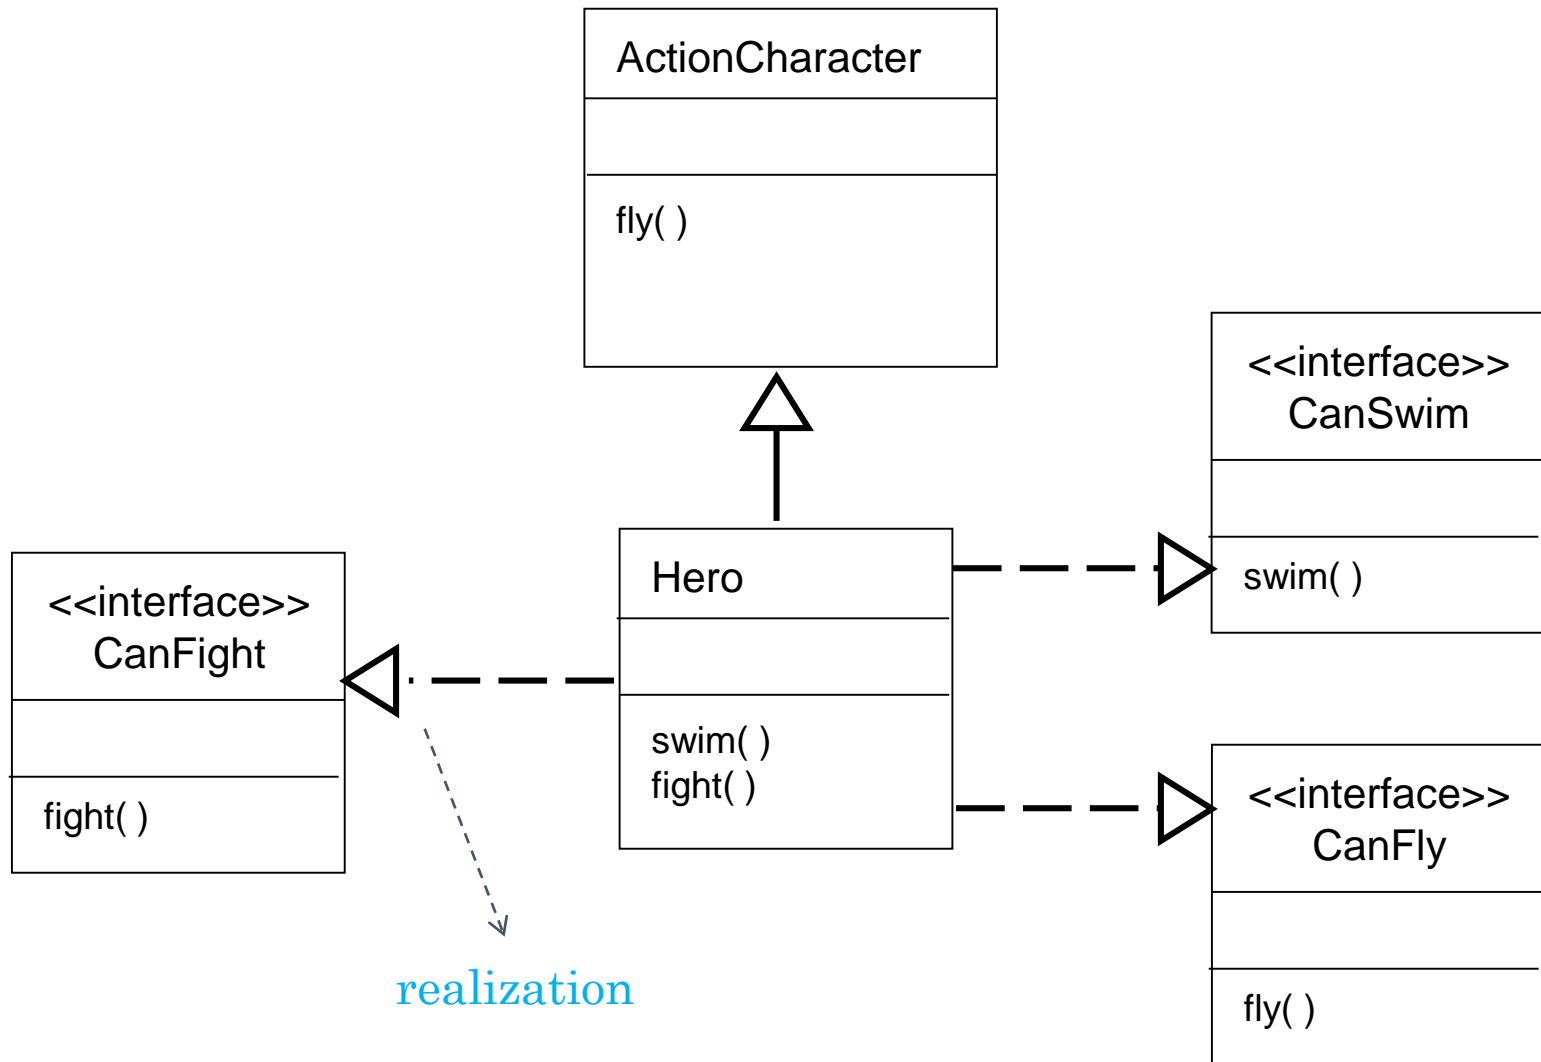 ActionCharacter
fly( )
<<interface>>
CanSwim
swim( )
Hero
swim( )
fight( )
<<interface>>
CanFight
fight( )
<<interface>>
CanFly
fly( )
realization